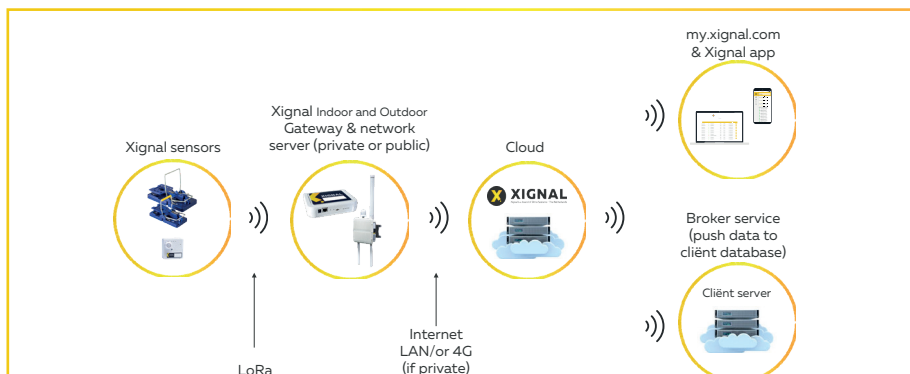 my.xignal.com
& Xignal app
Xignal Indoor and Outdoor
Gateway & network
server (private or public)
Xignal sensors
Cloud
XIGNAL
Broker service
(push data to
cliënt database)
Cliënt server
Internet
LAN/or 4G
(if private)
LoRa